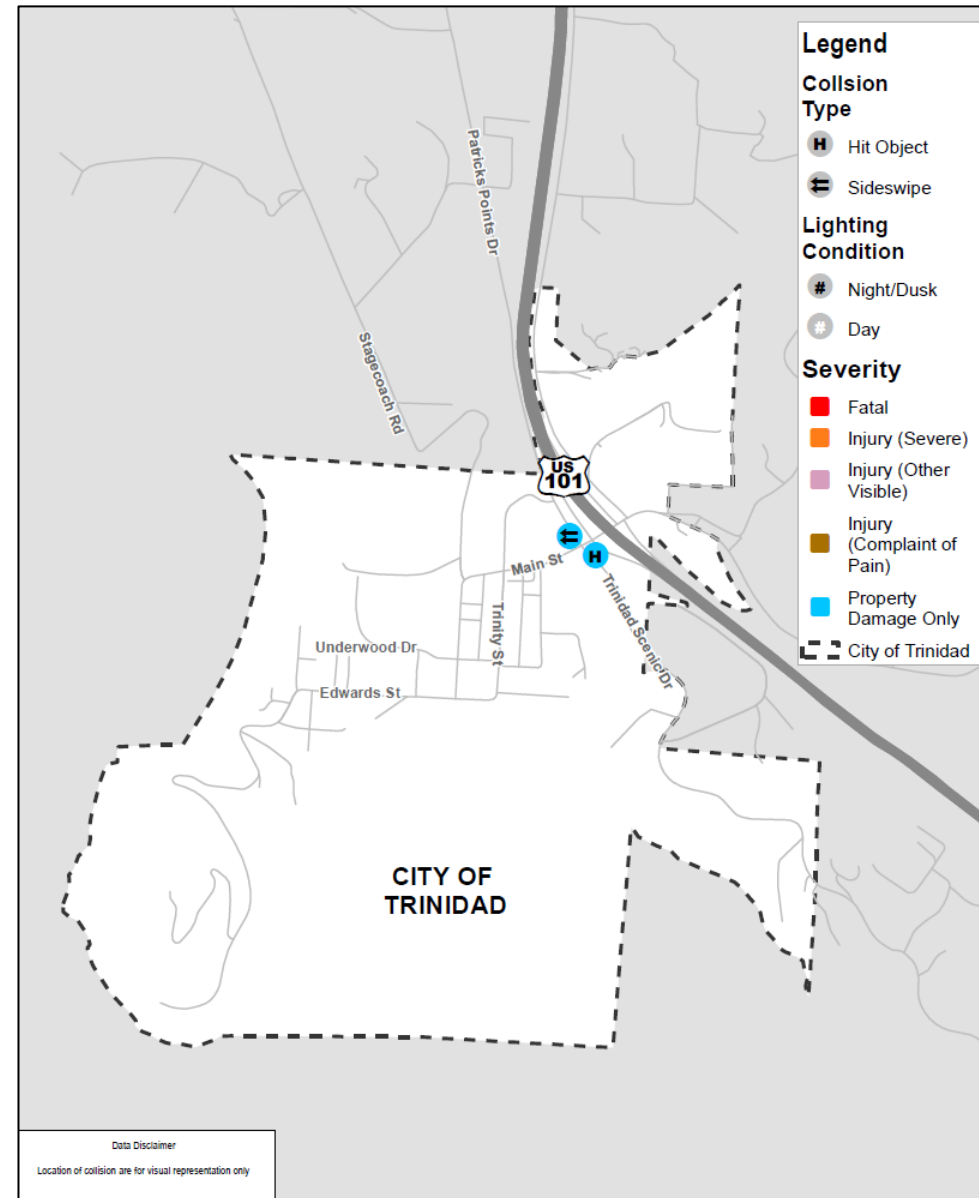 Legend
Collsion
Type
H Hit Object
Sideswipe
Lighting
Condition
# Night/Dusk
# Day
Severity
Fatal
Injury (Severe)
Injury (Other
Visible)
Injury
(Complaint of
Pain)
Property
Damage Only
City of Trinidad
Patricks Points Dr
Stagecoach Rd
US
101
H
Main St
Trinidad Scenic Dr
Trinity St
Underwood Dr
Edwards St
CITY OF
TRINIDAD
Data Disclaimer
Location of collision are for visual representation only